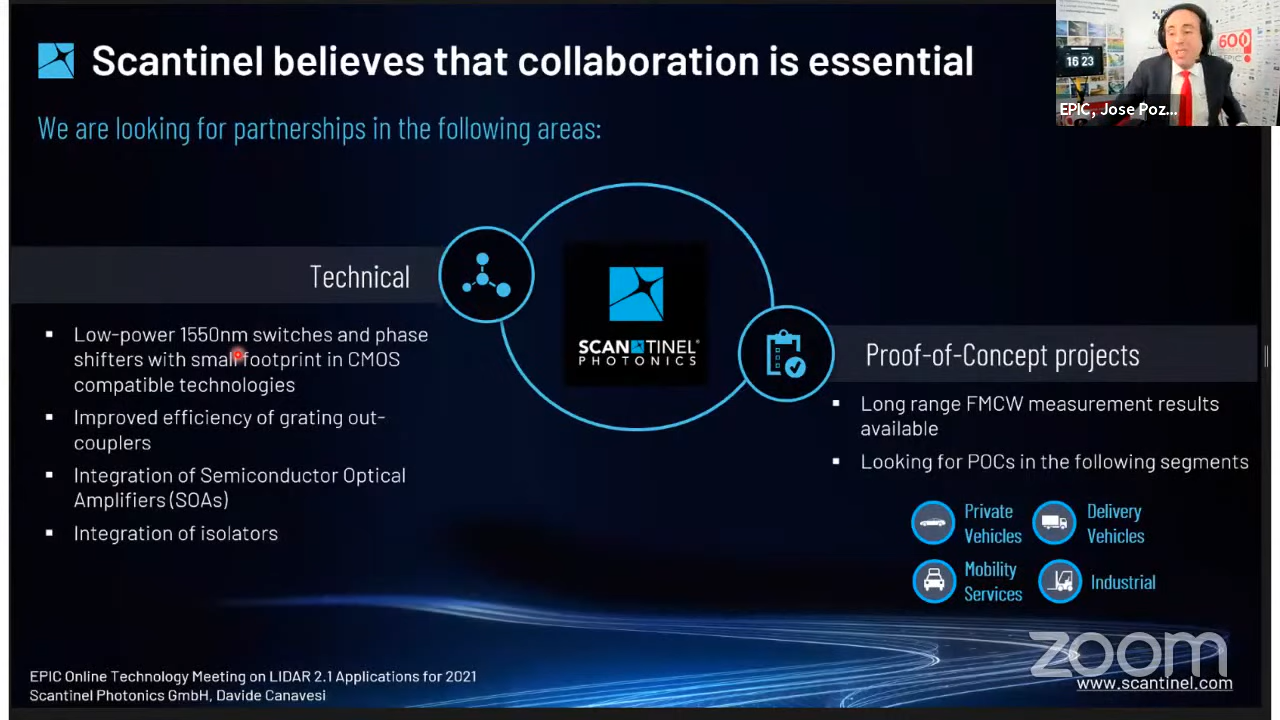 Scantinel believes that collaboration is essential
We are looking for partnerships in the following areas:
16 23
600
EPIC, Jose Poz...
Technical
▪ Low-power 1550nm switches and phase
shifters with small footprint in CMOS
compatible technologies
▪ Improved efficiency of grating out-
couplers
▪ Integration of Semiconductor Optical
Amplifiers (SOAs)
▪ Integration of isolators
SCANTINEL®
PHOTONICS
Proof-of-Concept projects
▪ Long range FMCW measurement results
available
▪ Looking for POCs in the following segments
Private
Vehicles
Delivery
Vehicles
Mobility
Services
Industrial
EPIC Online Technology Meeting on LIDAR 2.1 Applications for 2021
Scantinel Photonics GmbH, Davide Canavesi
zoom
www.scantinel.com